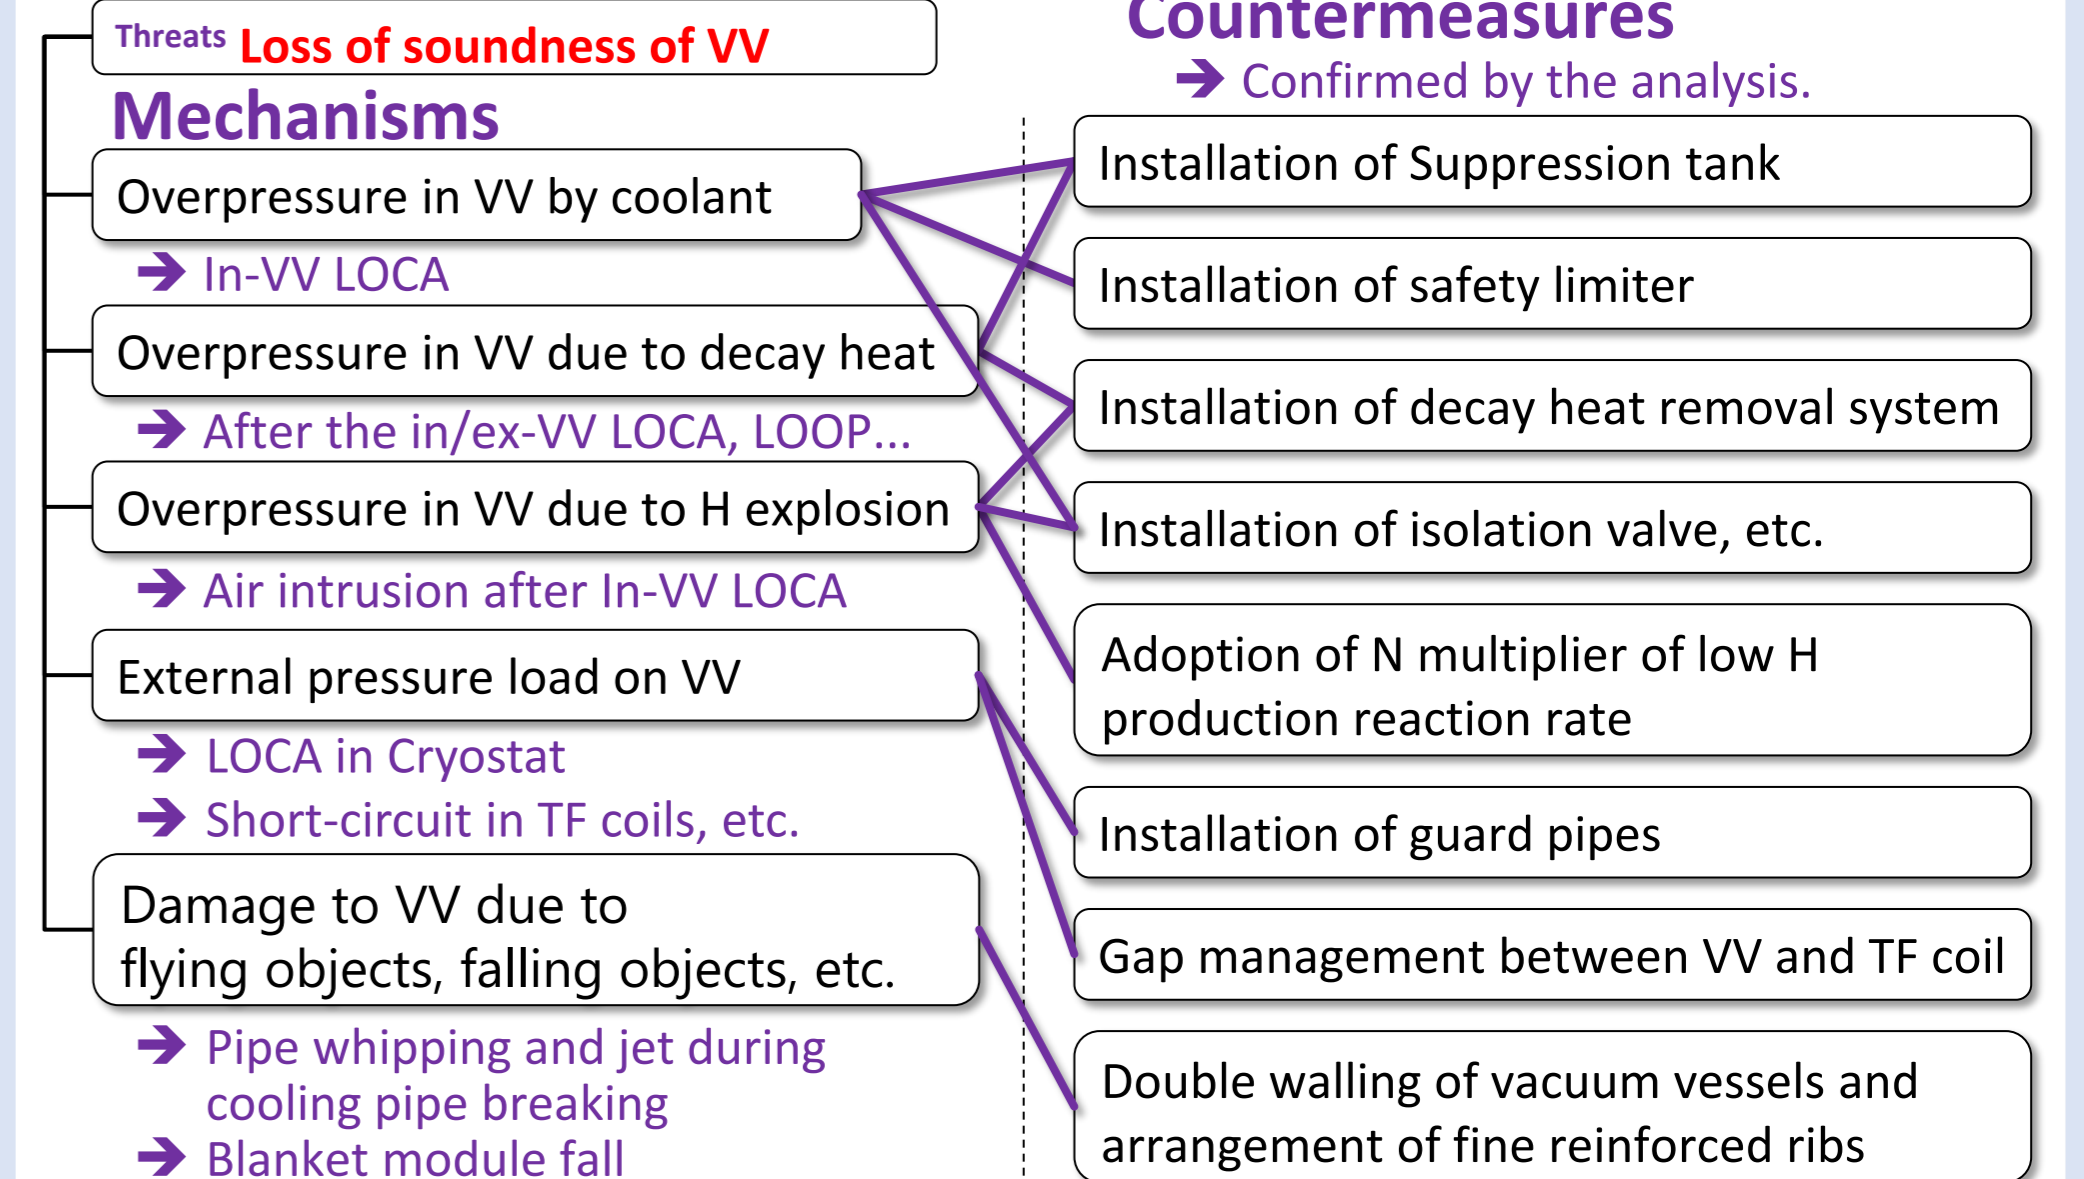 Threats Loss of soundness of VV
Mechanisms
Overpressure in VV by coolant
➔ In-VV LOCA
Overpressure in VV due to decay heat
➔ After the in/ex-VV LOCA, LOOP...
Overpressure in VV due to H explosion
➔ Air intrusion after In-VV LOCA
External pressure load on VV
➔ LOCA in Cryostat
➔ Short-circuit in TF coils, etc.
Damage to VV due to
flying objects, falling objects, etc.
➔ Pipe whipping and jet during
cooling pipe breaking
➔ Blanket module fall
Countermeasures
➔ Confirmed by the analysis.
Installation of Suppression tank
Installation of safety limiter
Installation of decay heat removal system
Installation of isolation valve, etc.
Adoption of N multiplier of low H
production reaction rate
Installation of guard pipes
Gap management between VV and TF coil
Double walling of vacuum vessels and
arrangement of fine reinforced ribs